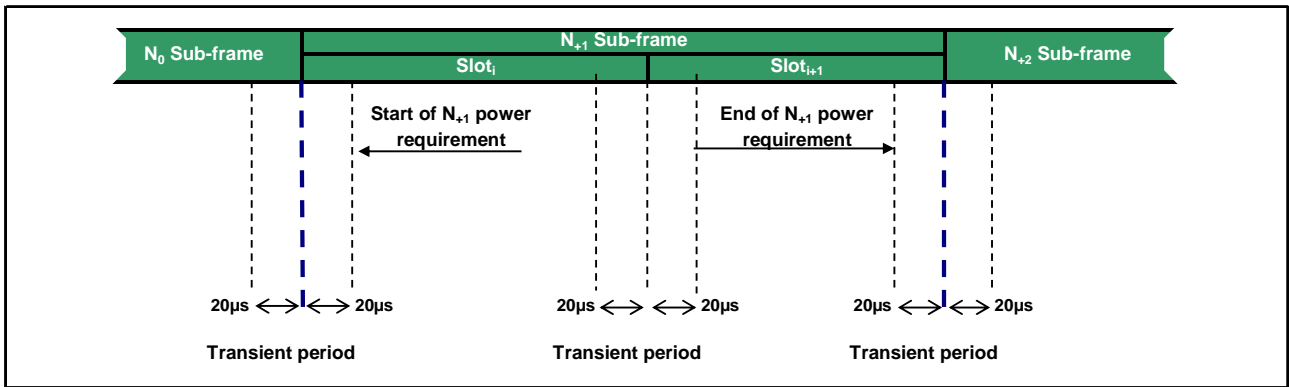 N₀ Sub-frame
N₊₁ Sub-frame
N₊₂ Sub-frame
Slotᵢ
Slotᵢ₊₁
Start of N₊₁ power
requirement
End of N₊₁ power
requirement
20µs
20µs
20µs
20µs
20µs
20µs
Transient period
Transient period
Transient period